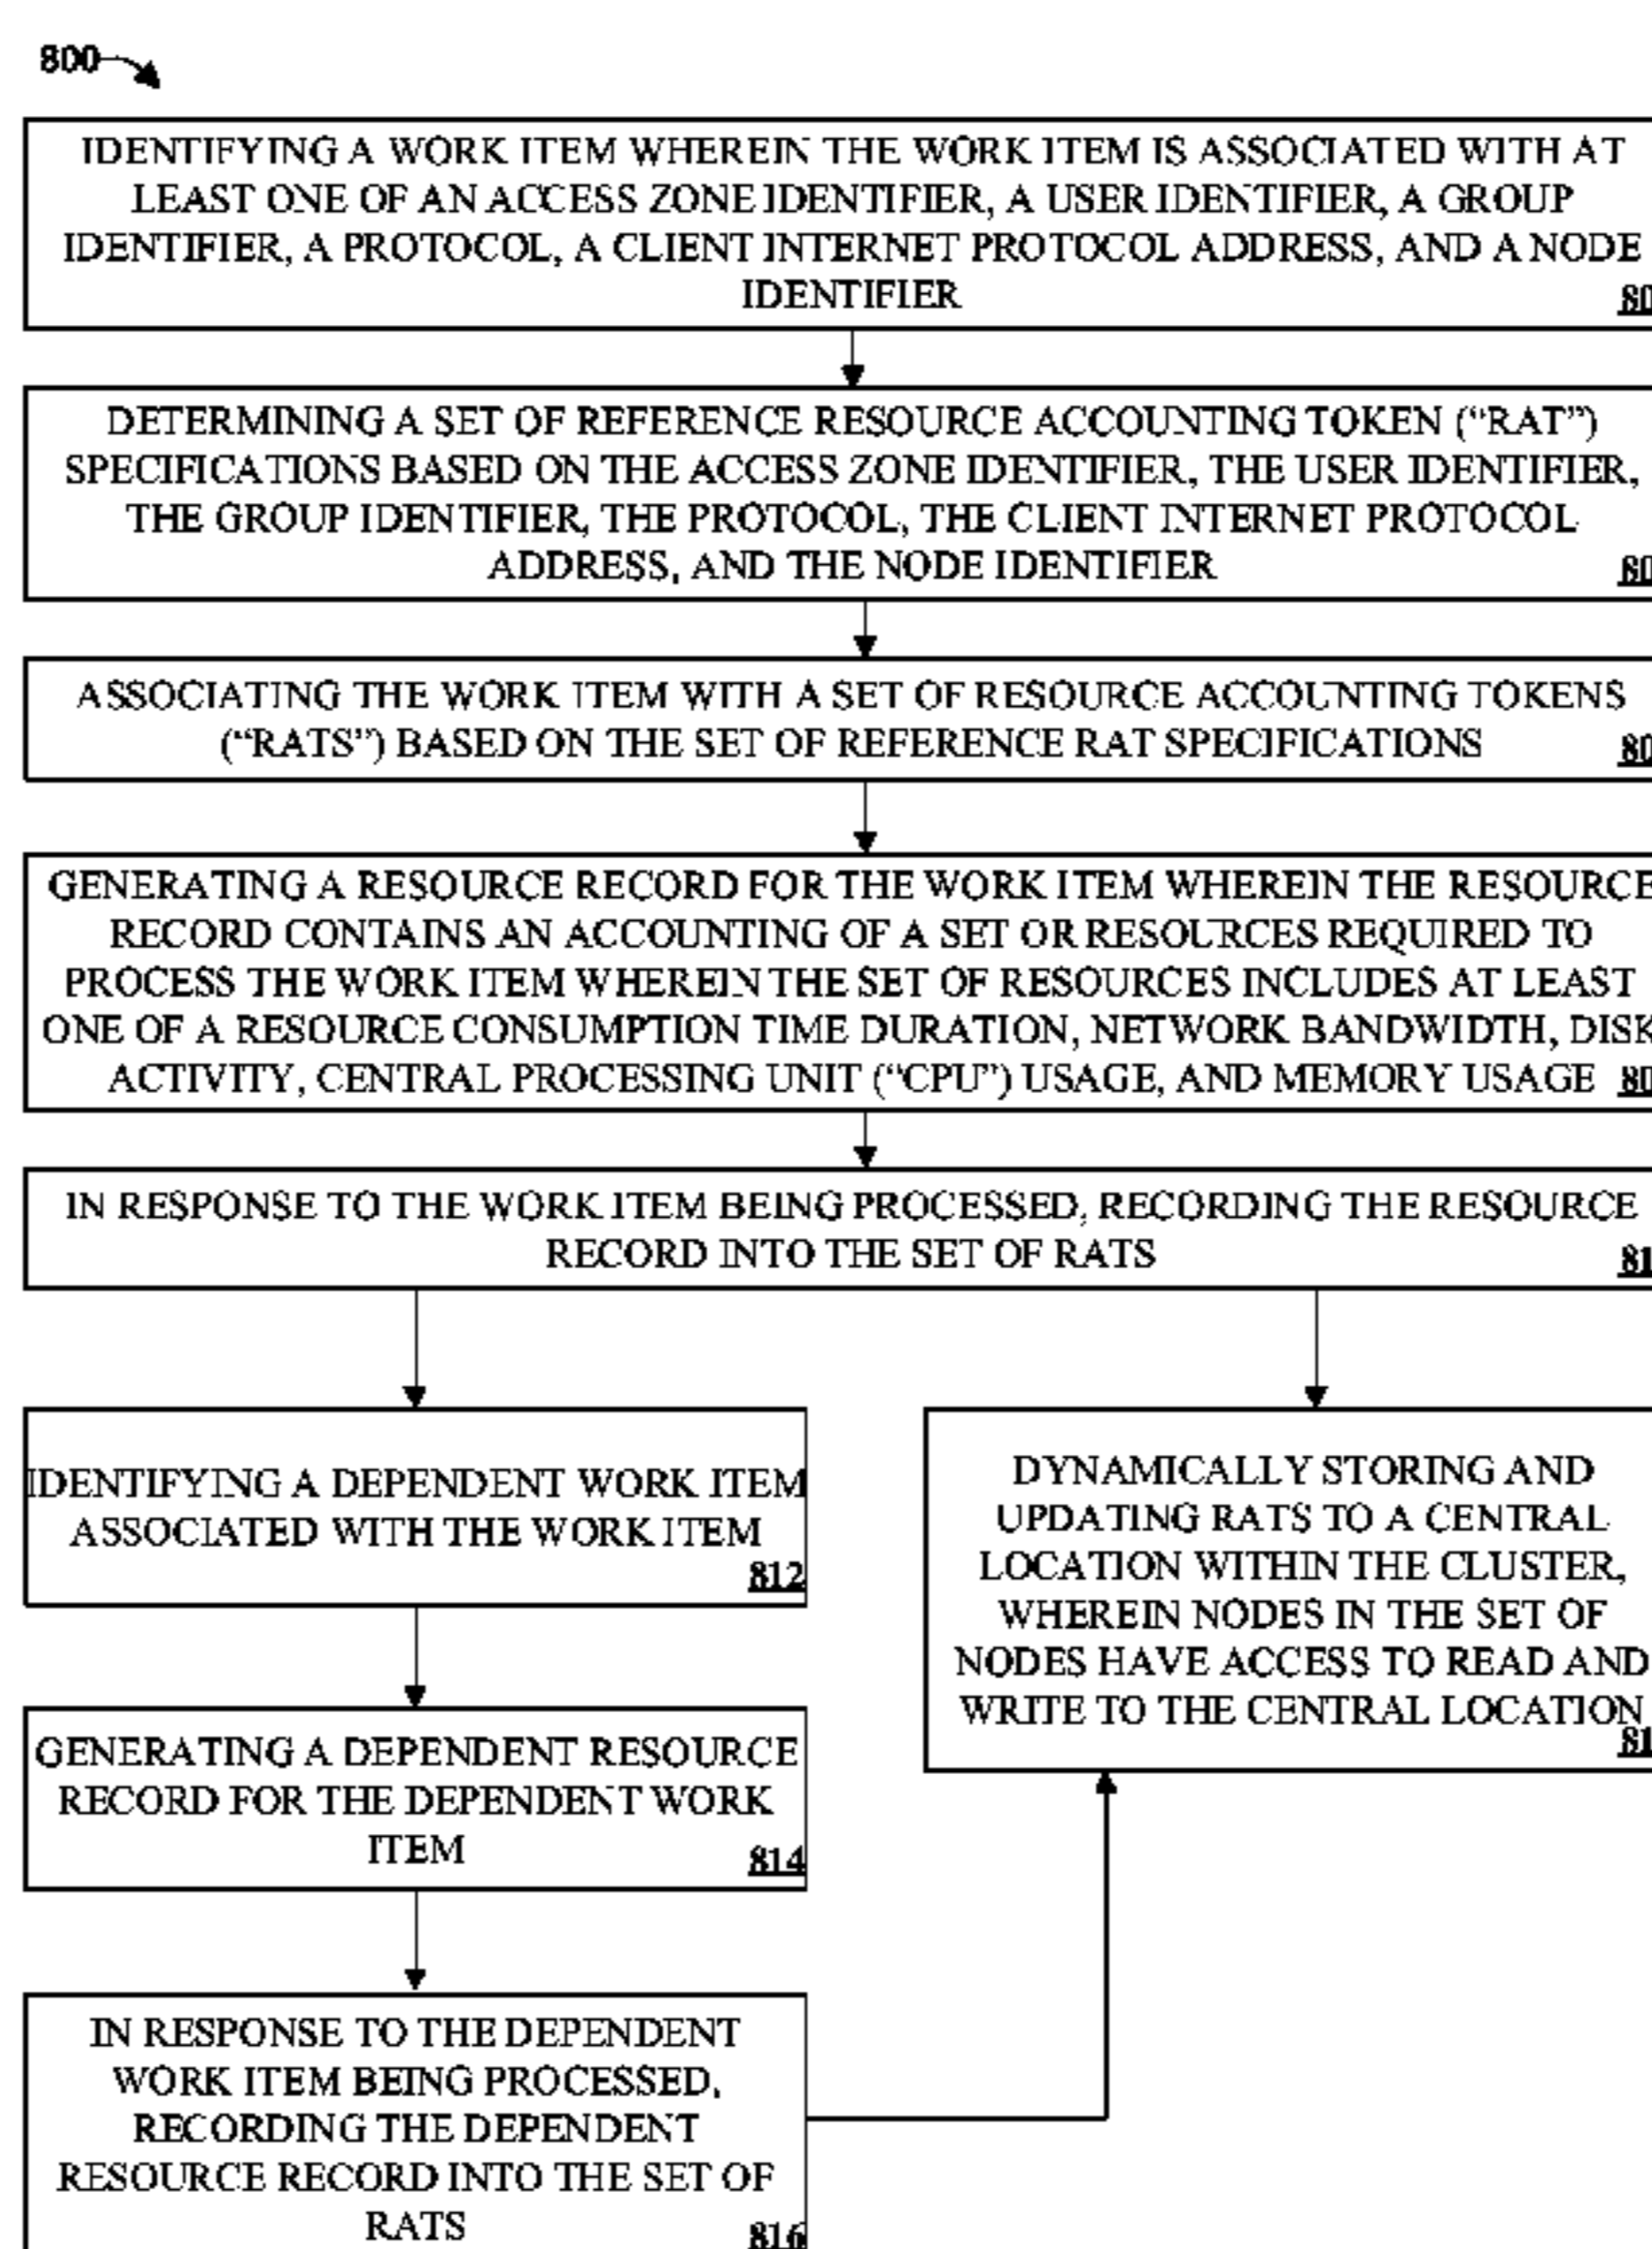 800
IDENTIFYING A WORK ITEM WHEREIN THE WORK ITEM IS ASSOCIATED WITH AT
LEAST ONE OF AN ACCESS ZONE IDENTIFIER, A USER IDENTIFIER, A GROUP
IDENTIFIER, A PROTOCOL, A CLIENT INTERNET PROTOCOL ADDRESS, AND A NODE
IDENTIFIER
80
DETERMINING A SET OF REFERENCE RESOURCE ACCOUNTING TOKEN (“RAT”)
SPECIFICATIONS BASED ON THE ACCESS ZONE IDENTIFIER, THE USER IDENTIFIER,
THE GROUP IDENTIFIER, THE PROTOCOL, THE CLIENT INTERNET PROTOCOL
ADDRESS, AND THE NODE IDENTIFIER
80
ASSOCIATING THE WORK ITEM WITH A SET OF RESOURCE ACCOUNTING TOKENS
(“RATS”) BASED ON THE SET OF REFERENCE RAT SPECIFICATIONS
80
GENERATING A RESOURCE RECORD FOR THE WORK ITEM WHEREIN THE RESOURCE
RECORD CONTAINS AN ACCOUNTING OF A SET OR RESOURCES REQUIRED TO
PROCESS THE WORK ITEM WHEREIN THE SET OF RESOURCES INCLUDES AT LEAST
ONE OF A RESOURCE CONSUMPTION TIME DURATION, NETWORK BANDWIDTH, DISK
ACTIVITY, CENTRAL PROCESSING UNIT (“CPU”) USAGE, AND MEMORY USAGE
80
IN RESPONSE TO THE WORK ITEM BEING PROCESSED, RECORDING THE RESOURCE
RECORD INTO THE SET OF RATS
81
IDENTIFYING A DEPENDENT WORK ITEM
ASSOCIATED WITH THE WORK ITEM
812
GENERATING A DEPENDENT RESOURCE
RECORD FOR THE DEPENDENT WORK
ITEM
814
IN RESPONSE TO THE DEPENDENT
WORK ITEM BEING PROCESSED,
RECORDING THE DEPENDENT
RESOURCE RECORD INTO THE SET OF
RATS
816
DYNAMICALLY STORING AND
UPDATING RATS TO A CENTRAL
LOCATION WITHIN THE CLUSTER,
WHEREIN NODES IN THE SET OF
NODES HAVE ACCESS TO READ AND
WRITE TO THE CENTRAL LOCATION
81